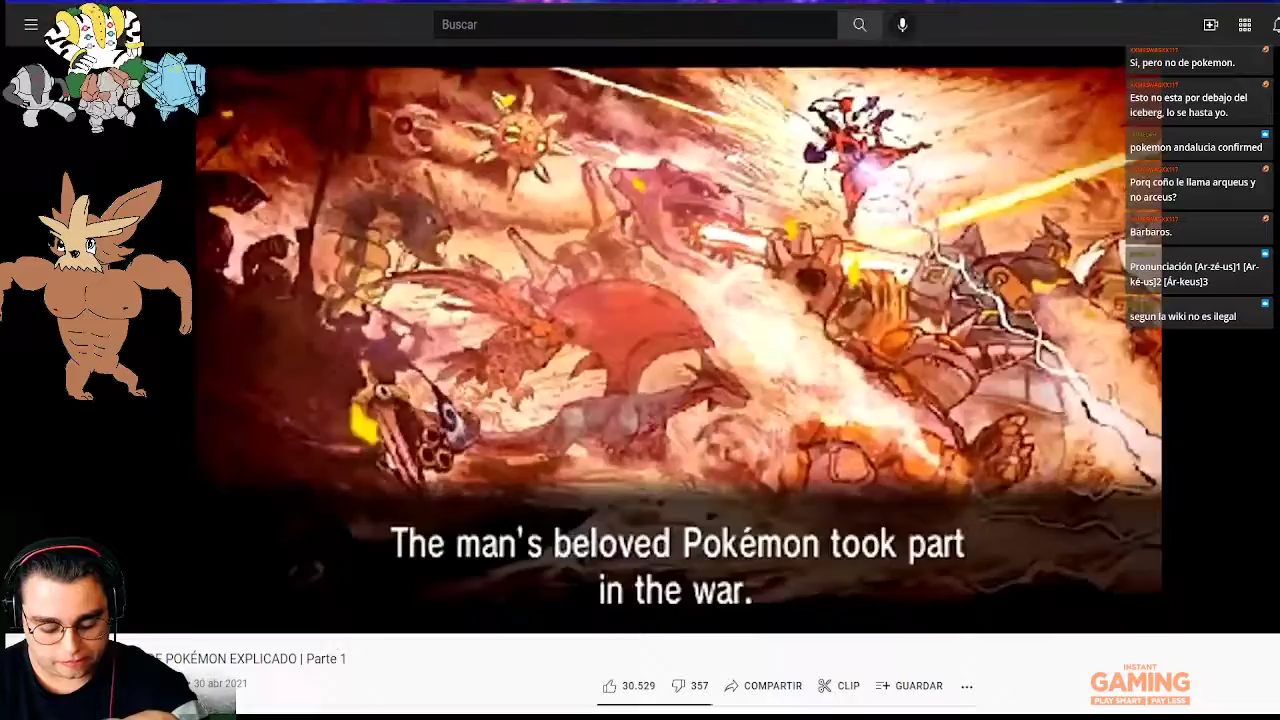 Buscar
Si, pero no de pokemon.
Esto no esta por debajo del
iceberg, lo se hasta yo.
pokemon andalucia confirmed
Porq coño le llama arqueus y
no arceus?
Barbaros.
Pronunciación [Ar-zé-us]1 [Ar-
ké-us]2 [Ár-keus]3
segun la wiki no es ilegal
The man's beloved Pokémon took part
in the war.
POKÉMON EXPLICADO | Parte 1
30 abr 2021
30.529
357
COMPARTIR
CLIP
GUARDAR
INSTANT
GAMING
PLAY SMART | PAY LESS